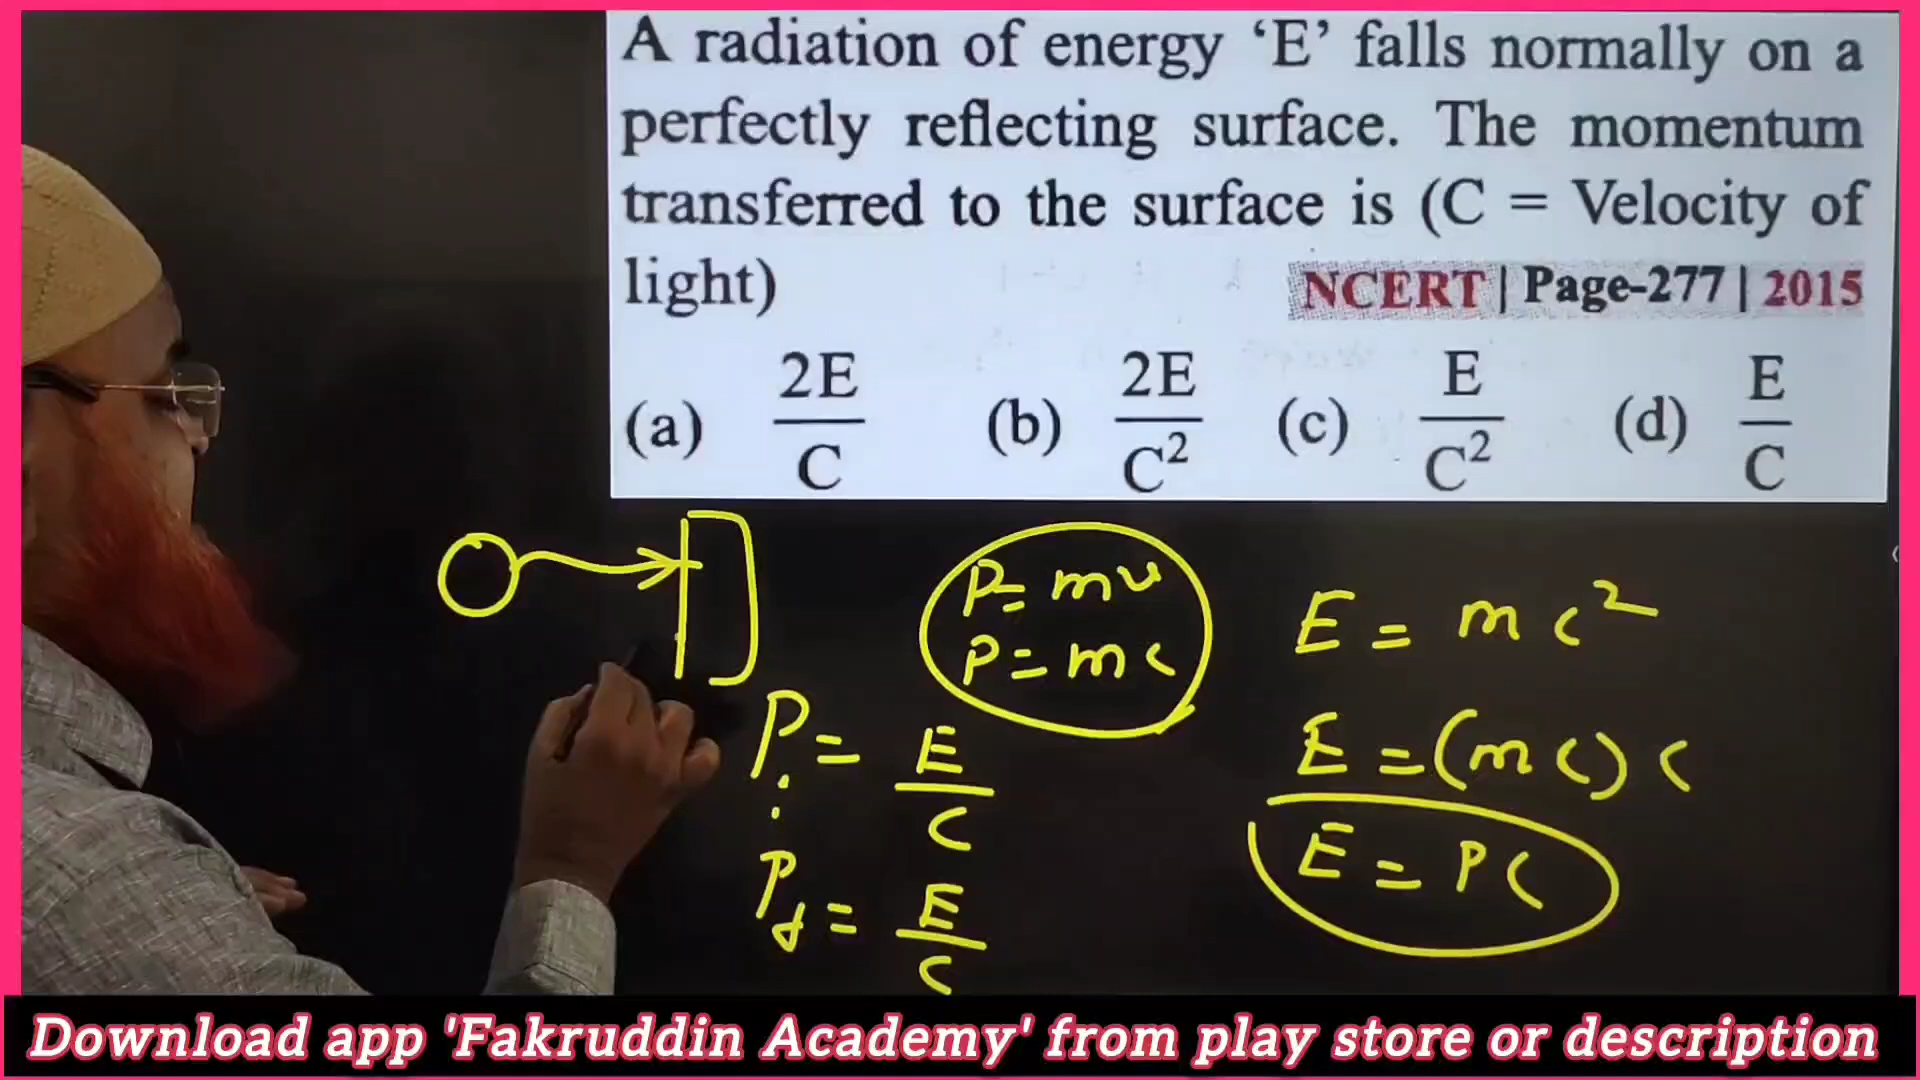 A radiation of energy ‘E’ falls normally on a
perfectly reflecting surface. The momentum
transferred to the surface is (C = Velocity of
light)
NCERT | Page-277 | 2015
(a) 2E/C (b) 2E/C² (c) E/C² (d) E/C
P = mv
P = mc
E = mc²
E = (mc)c
E = Pc
Pi = E/C
Pf = E/C
Download app 'Fakruddin Academy' from play store or description